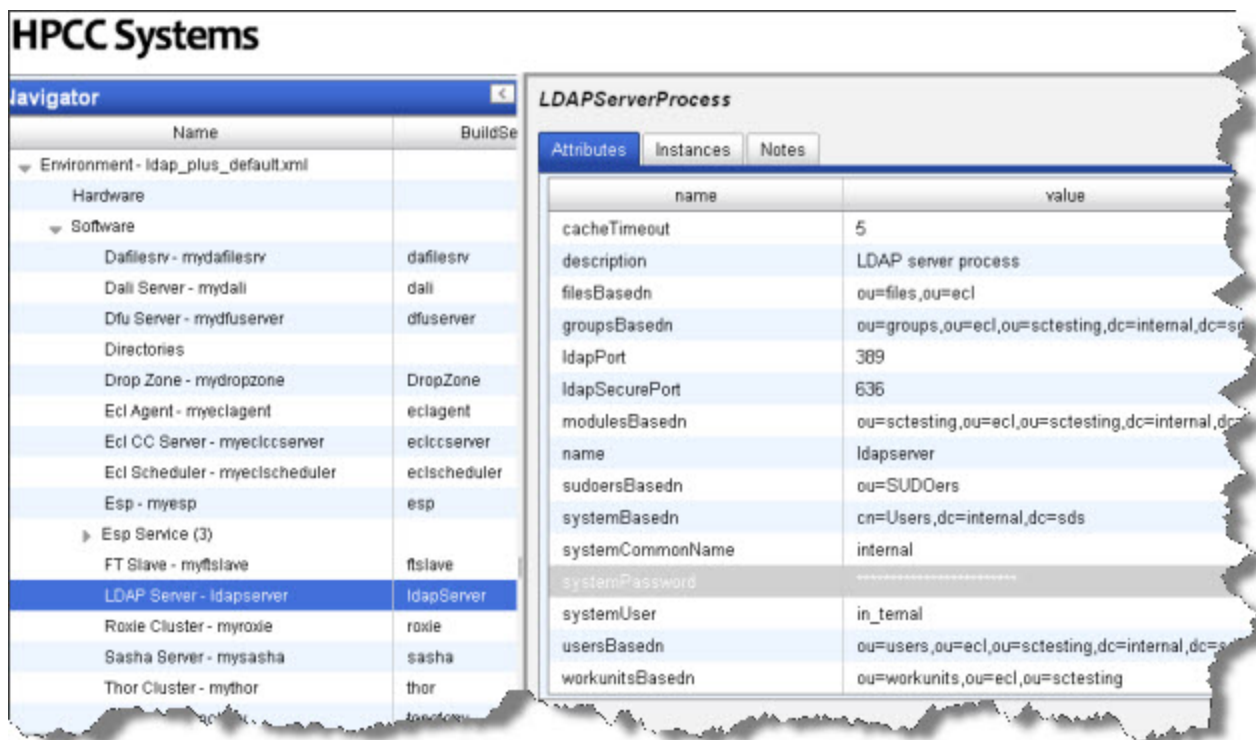 HPCC Systems
Navigator
Name BuildSe
Environment - ldap_plus_default.xml
Hardware
Software
Dafilesrv - mydafilesrv dafilesrv
Dali Server - mydali dali
Dfu Server - mydfuserver dfuserver
Directories
Drop Zone - mydropzone DropZone
Ecl Agent - myeclagent eclagent
Ecl CC Server - myeclccserver eclccserver
Ecl Scheduler - myeclscheduler eclscheduler
Esp - myesp esp
Esp Service (3)
FT Slave - myftslave ftslave
LDAP Server - ldapserver ldapServer
Roxie Cluster - myroxie roxie
Sasha Server - mysasha sasha
Thor Cluster - mythor thor
LDAPServerProcess
Attributes Instances Notes
name value
cacheTimeout 5
description LDAP server process
filesBasedn ou=files,ou=ecl
groupsBasedn ou=groups,ou=ecl,ou=sctesting,dc=internal,dc=
ldapPort 389
ldapSecurePort 636
modulesBasedn ou=sctesting,ou=ecl,ou=sctesting,dc=internal,
name ldapserver
sudoersBasedn ou=SUDOers
systemBasedn cn=Users,dc=internal,dc=sds
systemCommonName internal
systemPassword **************************
systemUser in_ternal
usersBasedn ou=users,ou=ecl,ou=sctesting,dc=internal,dc=
workunitsBasedn ou=workunits,ou=ecl,ou=sctesting